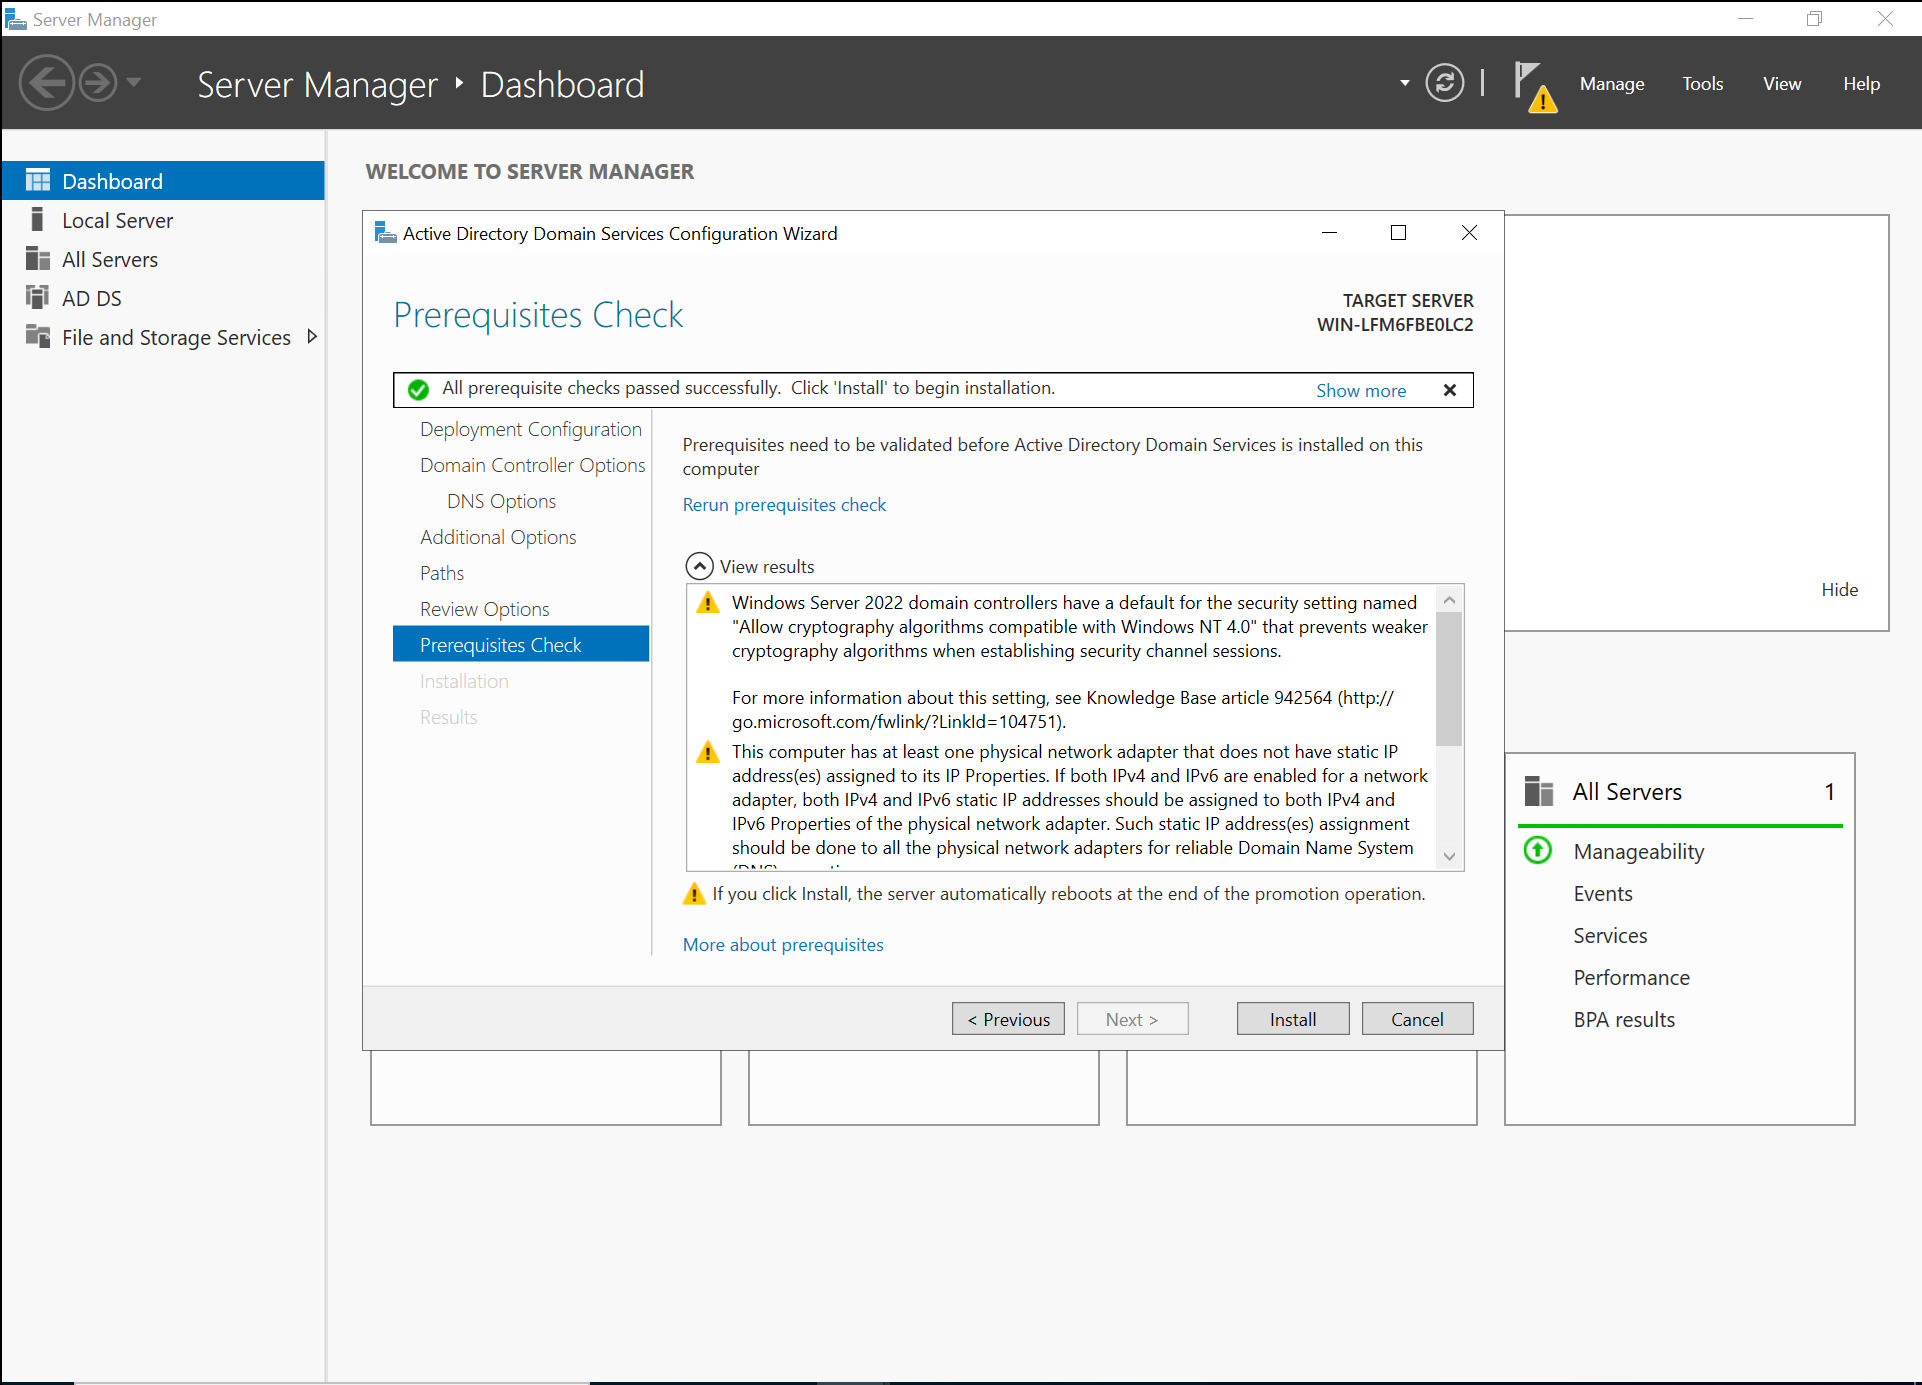 Server Manager
Server Manager ‣ Dashboard
Manage
Tools
View
Help
Dashboard
Local Server
All Servers
AD DS
File and Storage Services
WELCOME TO SERVER MANAGER
Active Directory Domain Services Configuration Wizard
Prerequisites Check
TARGET SERVER
WIN-LFM6FBE0LC2
All prerequisite checks passed successfully.  Click 'Install' to begin installation.
Show more
Deployment Configuration
Domain Controller Options
DNS Options
Additional Options
Paths
Review Options
Prerequisites Check
Installation
Results
Prerequisites need to be validated before Active Directory Domain Services is installed on this
computer
Rerun prerequisites check
View results
Windows Server 2022 domain controllers have a default for the security setting named
"Allow cryptography algorithms compatible with Windows NT 4.0" that prevents weaker
cryptography algorithms when establishing security channel sessions.
For more information about this setting, see Knowledge Base article 942564 (http://
go.microsoft.com/fwlink/?LinkId=104751).
This computer has at least one physical network adapter that does not have static IP
address(es) assigned to its IP Properties. If both IPv4 and IPv6 are enabled for a network
adapter, both IPv4 and IPv6 static IP addresses should be assigned to both IPv4 and
IPv6 Properties of the physical network adapter. Such static IP address(es) assignment
should be done to all the physical network adapters for reliable Domain Name System
If you click Install, the server automatically reboots at the end of the promotion operation.
More about prerequisites
< Previous
Next >
Install
Cancel
Hide
All Servers
1
Manageability
Events
Services
Performance
BPA results